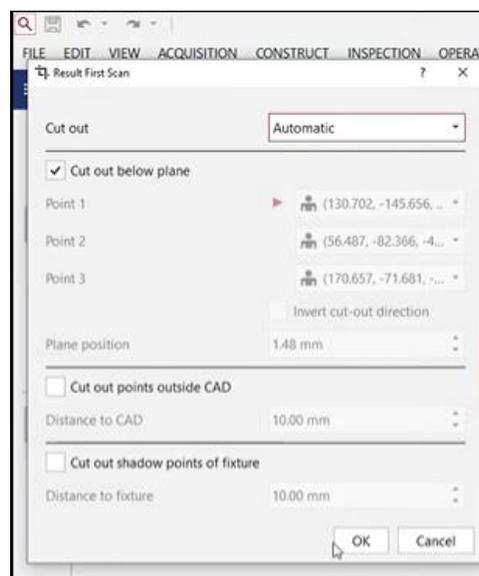 FILE EDIT VIEW ACQUISITION CONSTRUCT INSPECTION OPERA
Result First Scan ? ×
Cut out Automatic
Cut out below plane
Point 1 (130.702, -145.656, ..
Point 2 (56.487, -82.366, -4...
Point 3 (170.657, -71.681, -...
Invert cut-out direction
Plane position 1.48 mm
Cut out points outside CAD
Distance to CAD 10.00 mm
Cut out shadow points of fixture
Distance to fixture 10.00 mm
OK Cancel